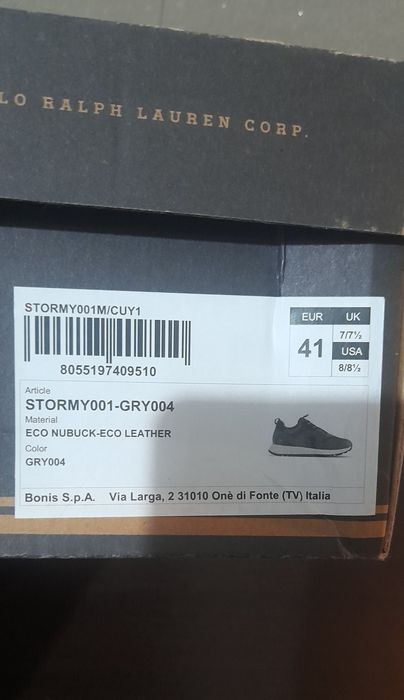 LO RALPH LAUREN CORP.
STORMY001M/CUY1
8055197409510
EUR UK
41 7/7½
USA
8/8½
Article
STORMY001-GRY004
Material
ECO NUBUCK-ECO LEATHER
Color
GRY004
Bonis S.p.A. Via Larga, 2 31010 Onè di Fonte (TV) Italia